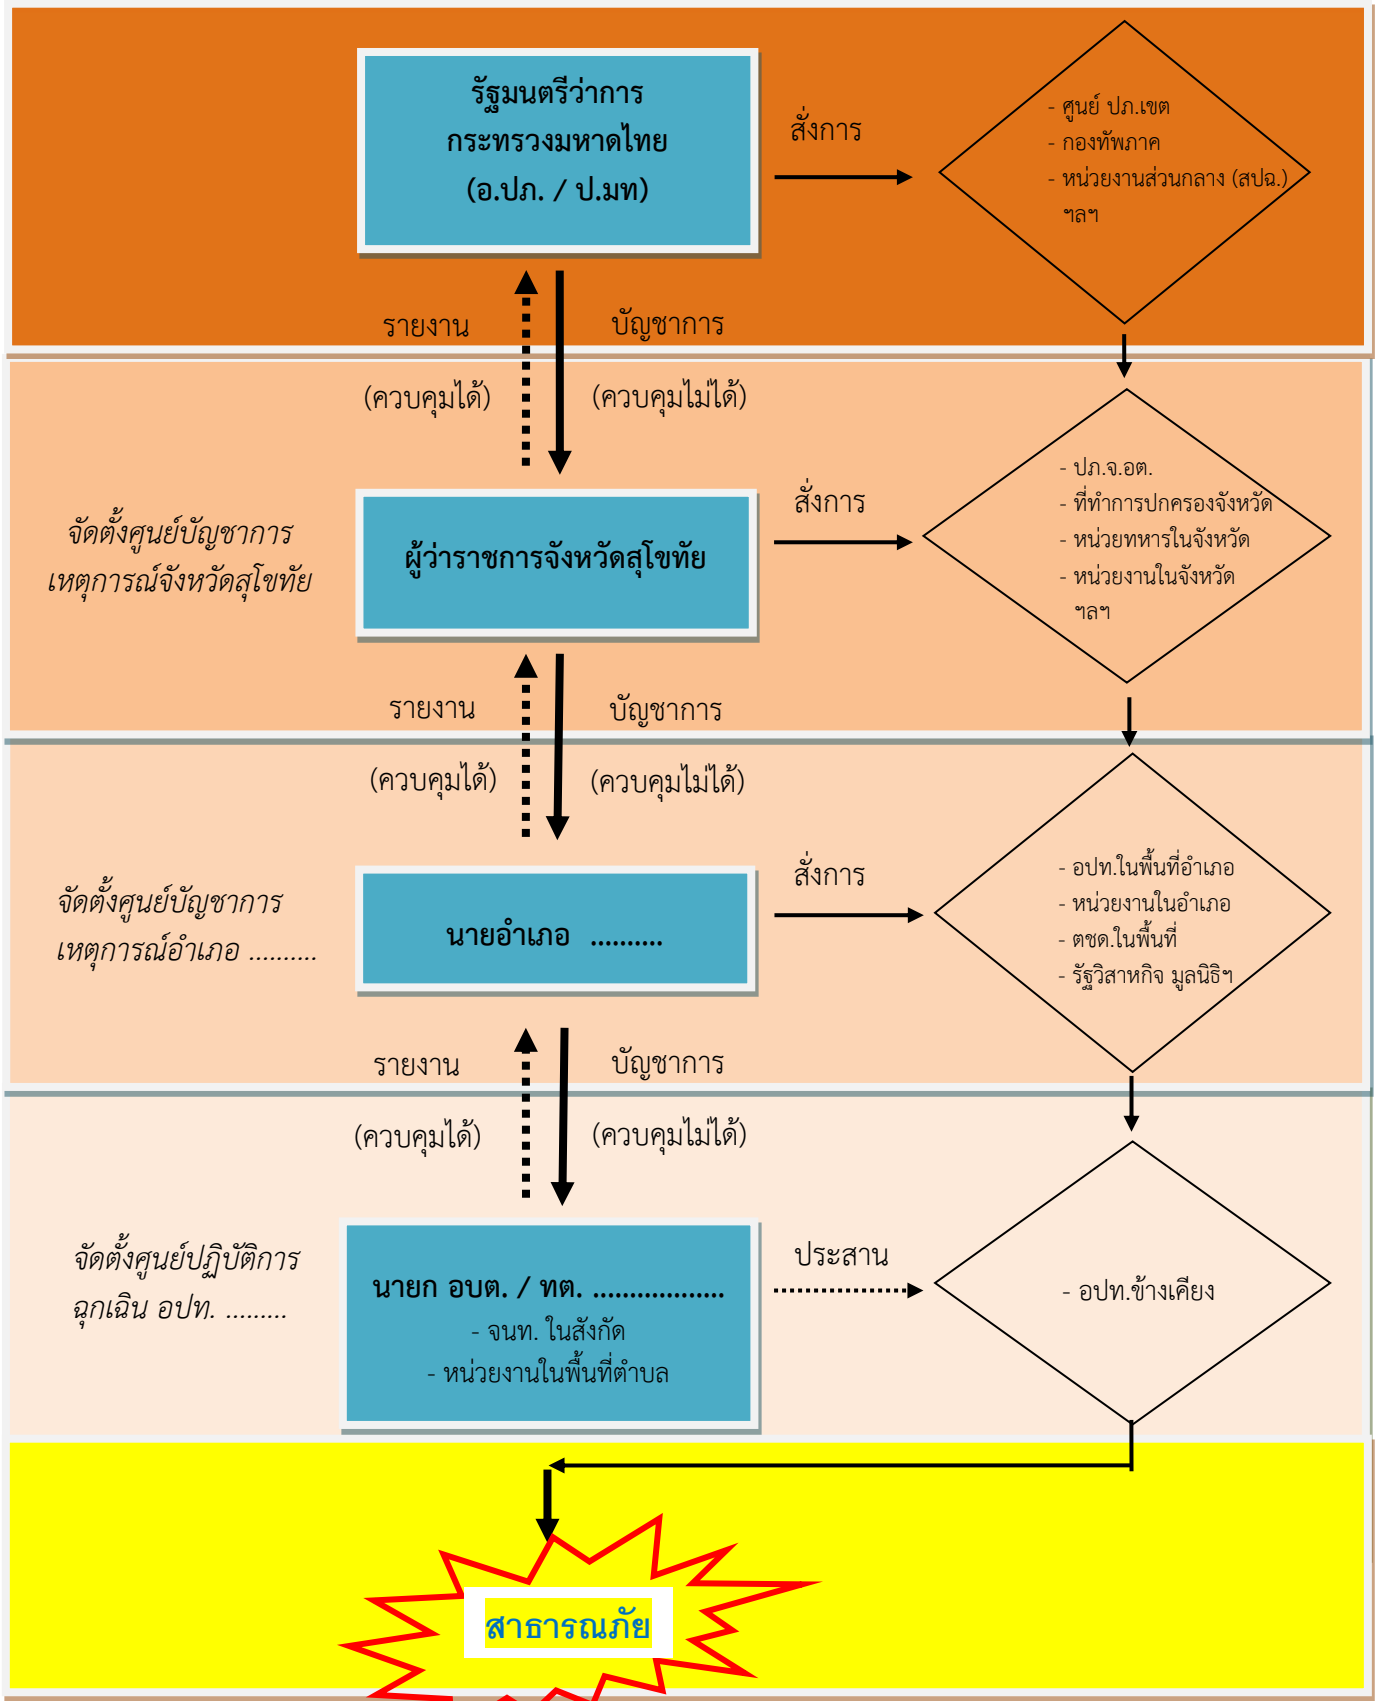 รัฐมนตรีว่าการ
กระทรวงมหาดไทย
(อ.ปภ. / ป.มท)
สั่งการ
- ศูนย์ ปภ.เขต
- กองทัพภาค
- หน่วยงานส่วนกลาง (สปฉ.)
ฯลฯ
รายงาน
บัญชาการ
(ควบคุมได้)
(ควบคุมไม่ได้)
จัดตั้งศูนย์บัญชาการ
เหตุการณ์จังหวัดสุโขทัย
ผู้ว่าราชการจังหวัดสุโขทัย
สั่งการ
- ปภ.จ.อต.
- ที่ทำการปกครองจังหวัด
- หน่วยทหารในจังหวัด
- หน่วยงานในจังหวัด
ฯลฯ
รายงาน
บัญชาการ
(ควบคุมได้)
(ควบคุมไม่ได้)
จัดตั้งศูนย์บัญชาการ
เหตุการณ์อำเภอ ..........
นายอำเภอ ..........
สั่งการ
- อปท.ในพื้นที่อำเภอ
- หน่วยงานในอำเภอ
- ตชด.ในพื้นที่
- รัฐวิสาหกิจ มูลนิธิฯ
รายงาน
บัญชาการ
(ควบคุมได้)
(ควบคุมไม่ได้)
จัดตั้งศูนย์ปฏิบัติการ
ฉุกเฉิน อปท. .........
นายก อบต. / ทต. ..................
- จนท. ในสังกัด
- หน่วยงานในพื้นที่ตำบล
ประสาน
- อปท.ข้างเคียง
สาธารณภัย